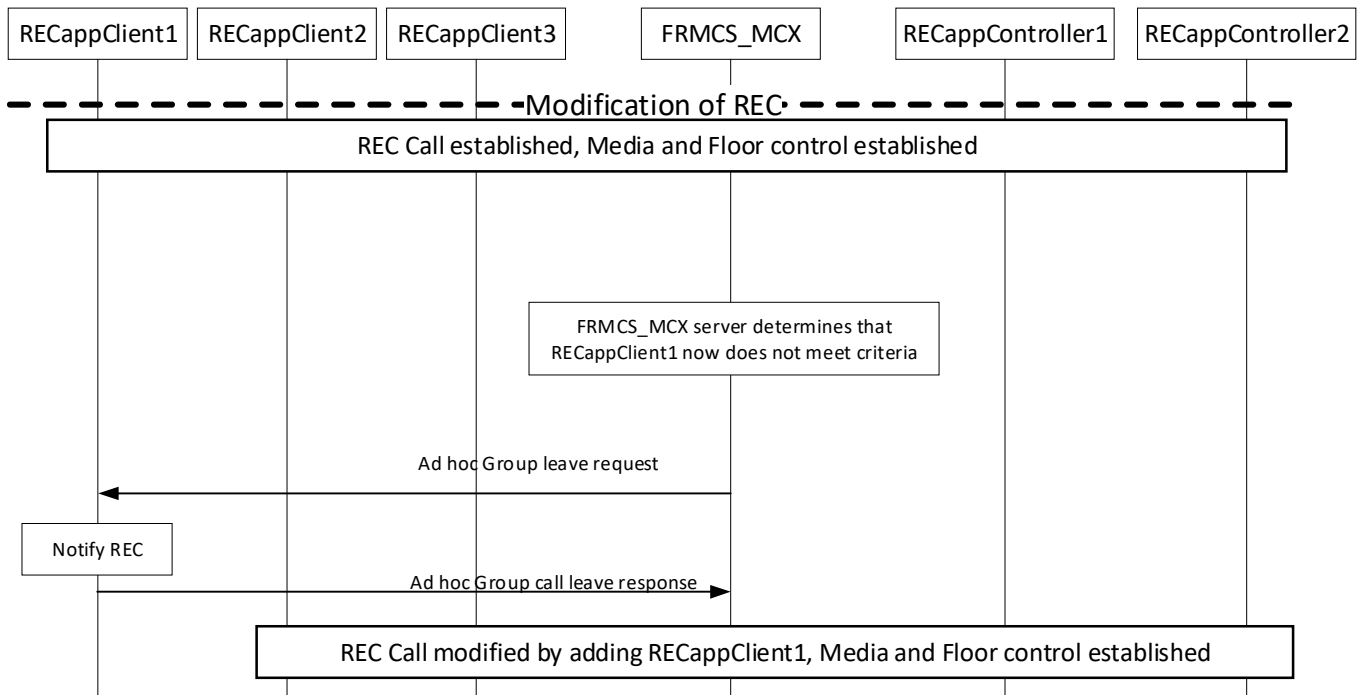 RECappClient1 RECappClient2 RECappClient3 FRMCS_MCX RECappController1 RECappController2
Modification of REC
REC Call established, Media and Floor control established
FRMCS_MCX server determines that
RECappClient1 now does not meet criteria
Ad hoc Group leave request
Notify REC
Ad hoc Group call leave response
REC Call modified by adding RECappClient1, Media and Floor control established